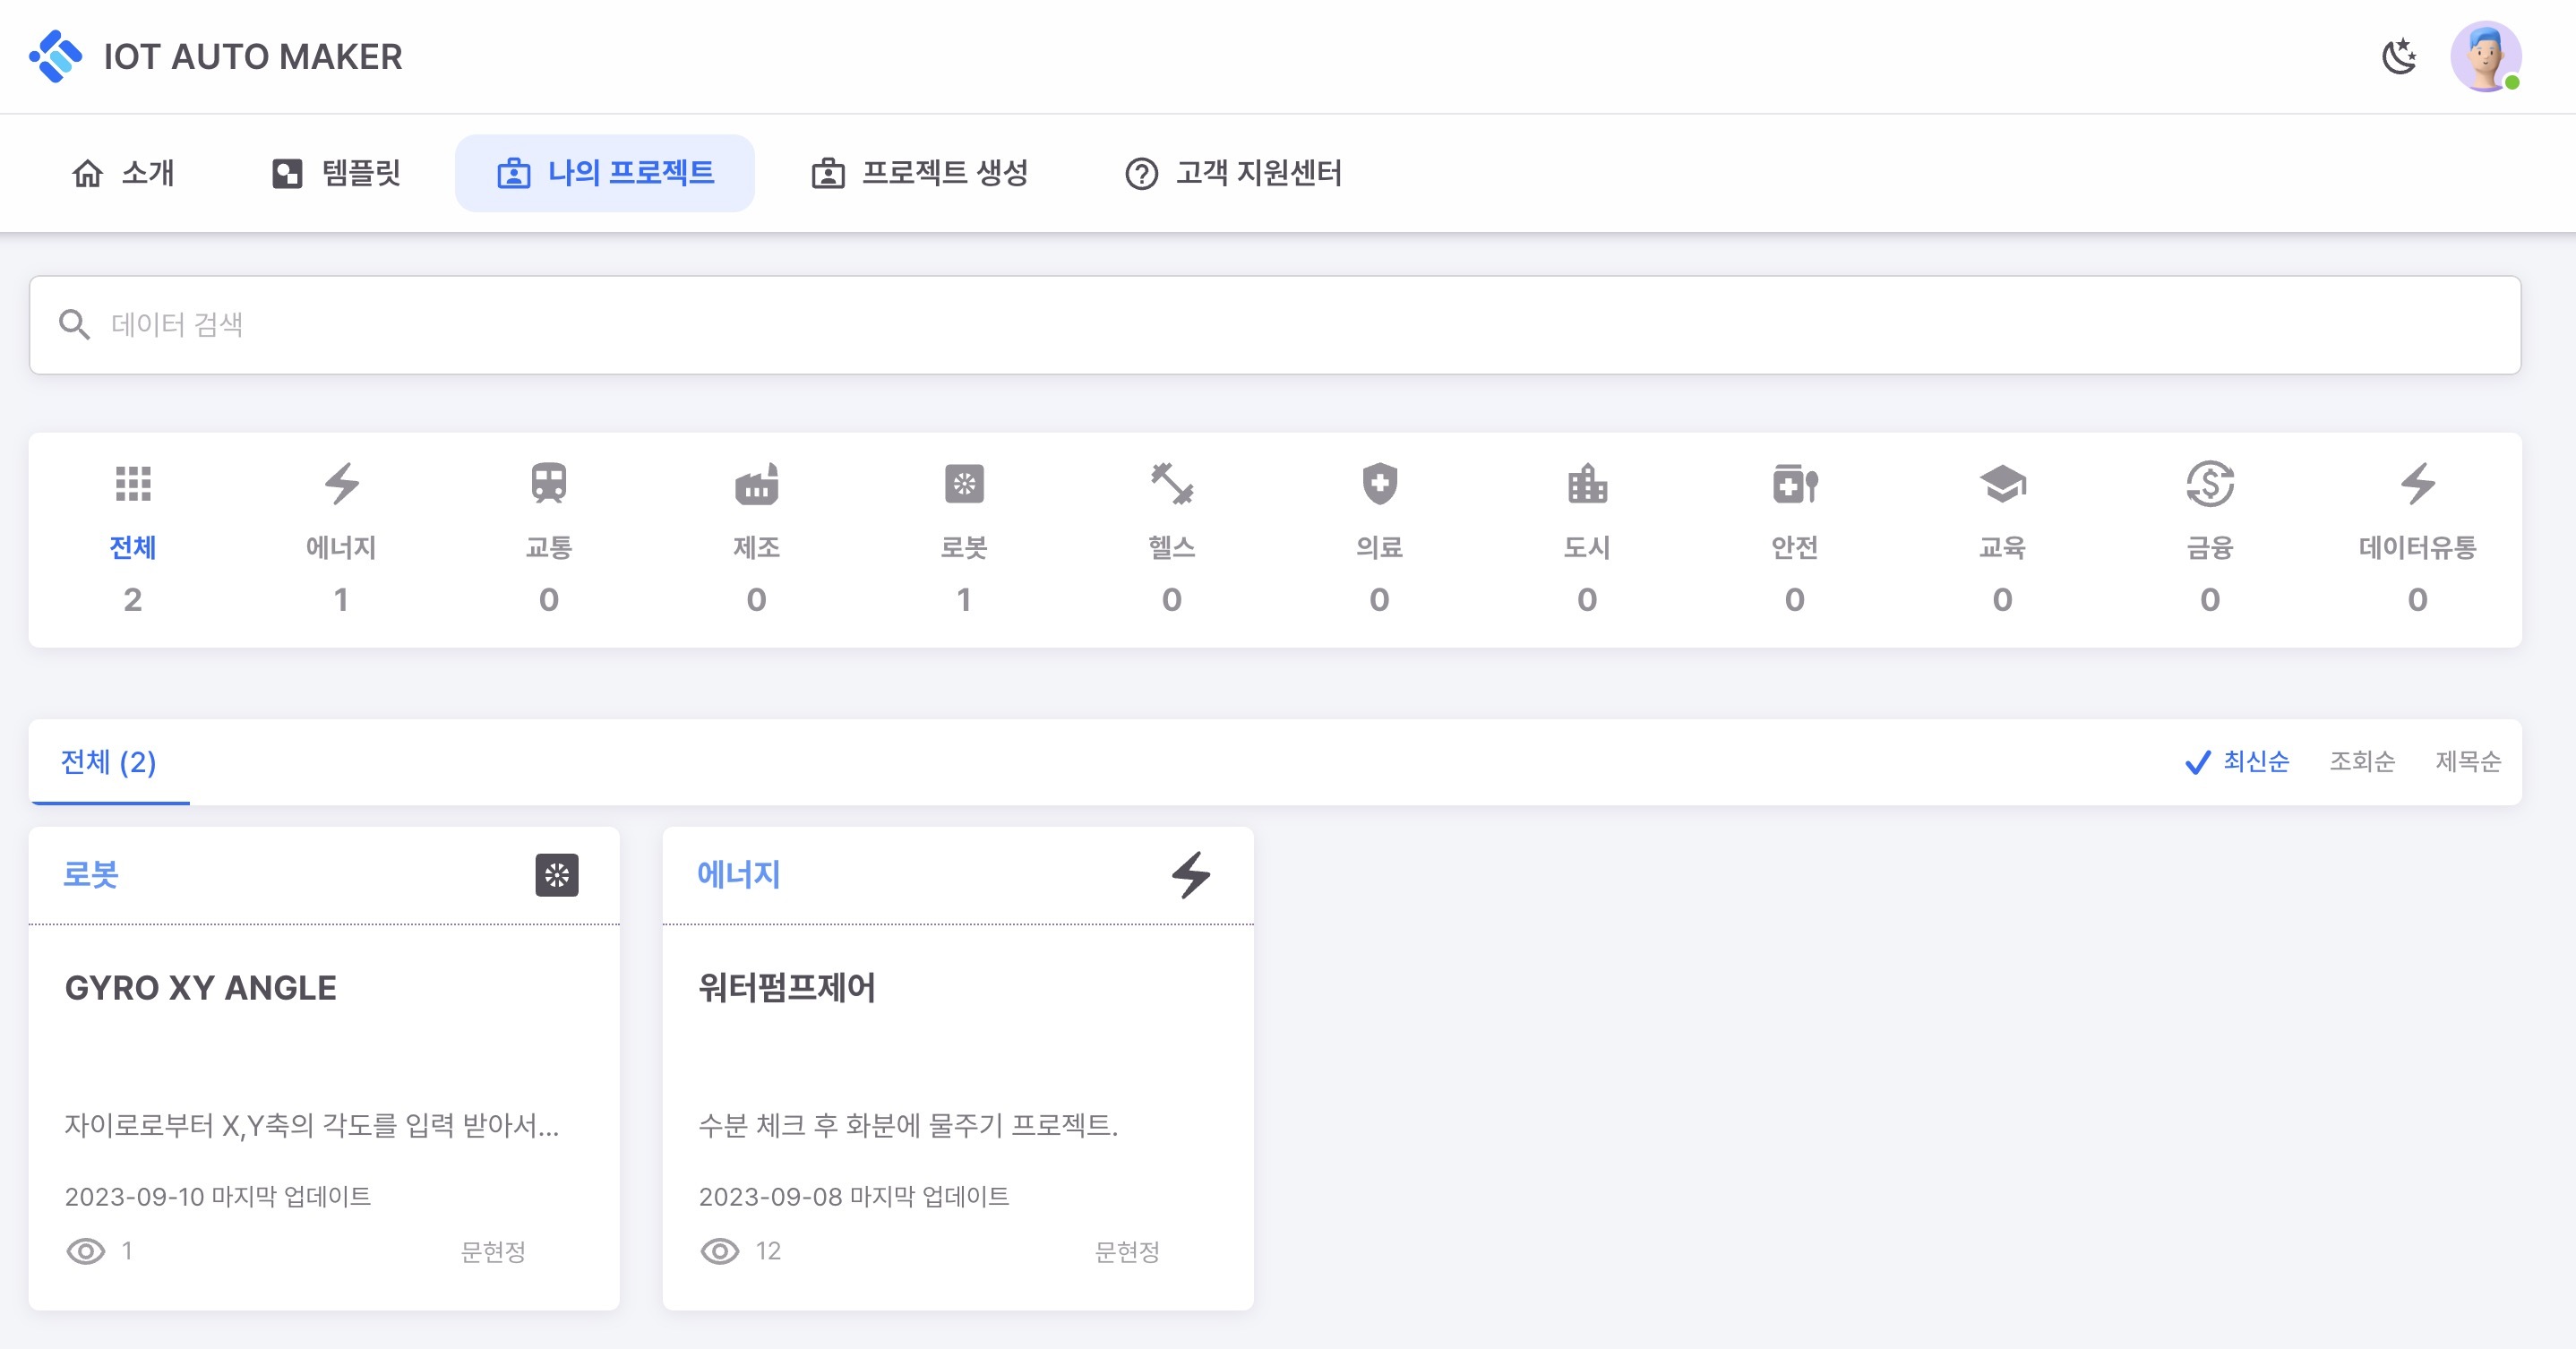 IOT AUTO MAKER
소개 템플릿 나의 프로젝트 프로젝트 생성 고객 지원센터
데이터 검색
전체 에너지 교통 제조 로봇 헬스 의료 도시 안전 교육 금융 데이터유통
2 1 0 0 1 0 0 0 0 0 0 0
전체 (2) 최신순 조회순 제목순
로봇
GYRO XY ANGLE
자이로로부터 X,Y축의 각도를 입력 받아서...
2023-09-10 마지막 업데이트
1 문현정
에너지
워터펌프제어
수분 체크 후 화분에 물주기 프로젝트.
2023-09-08 마지막 업데이트
12 문현정